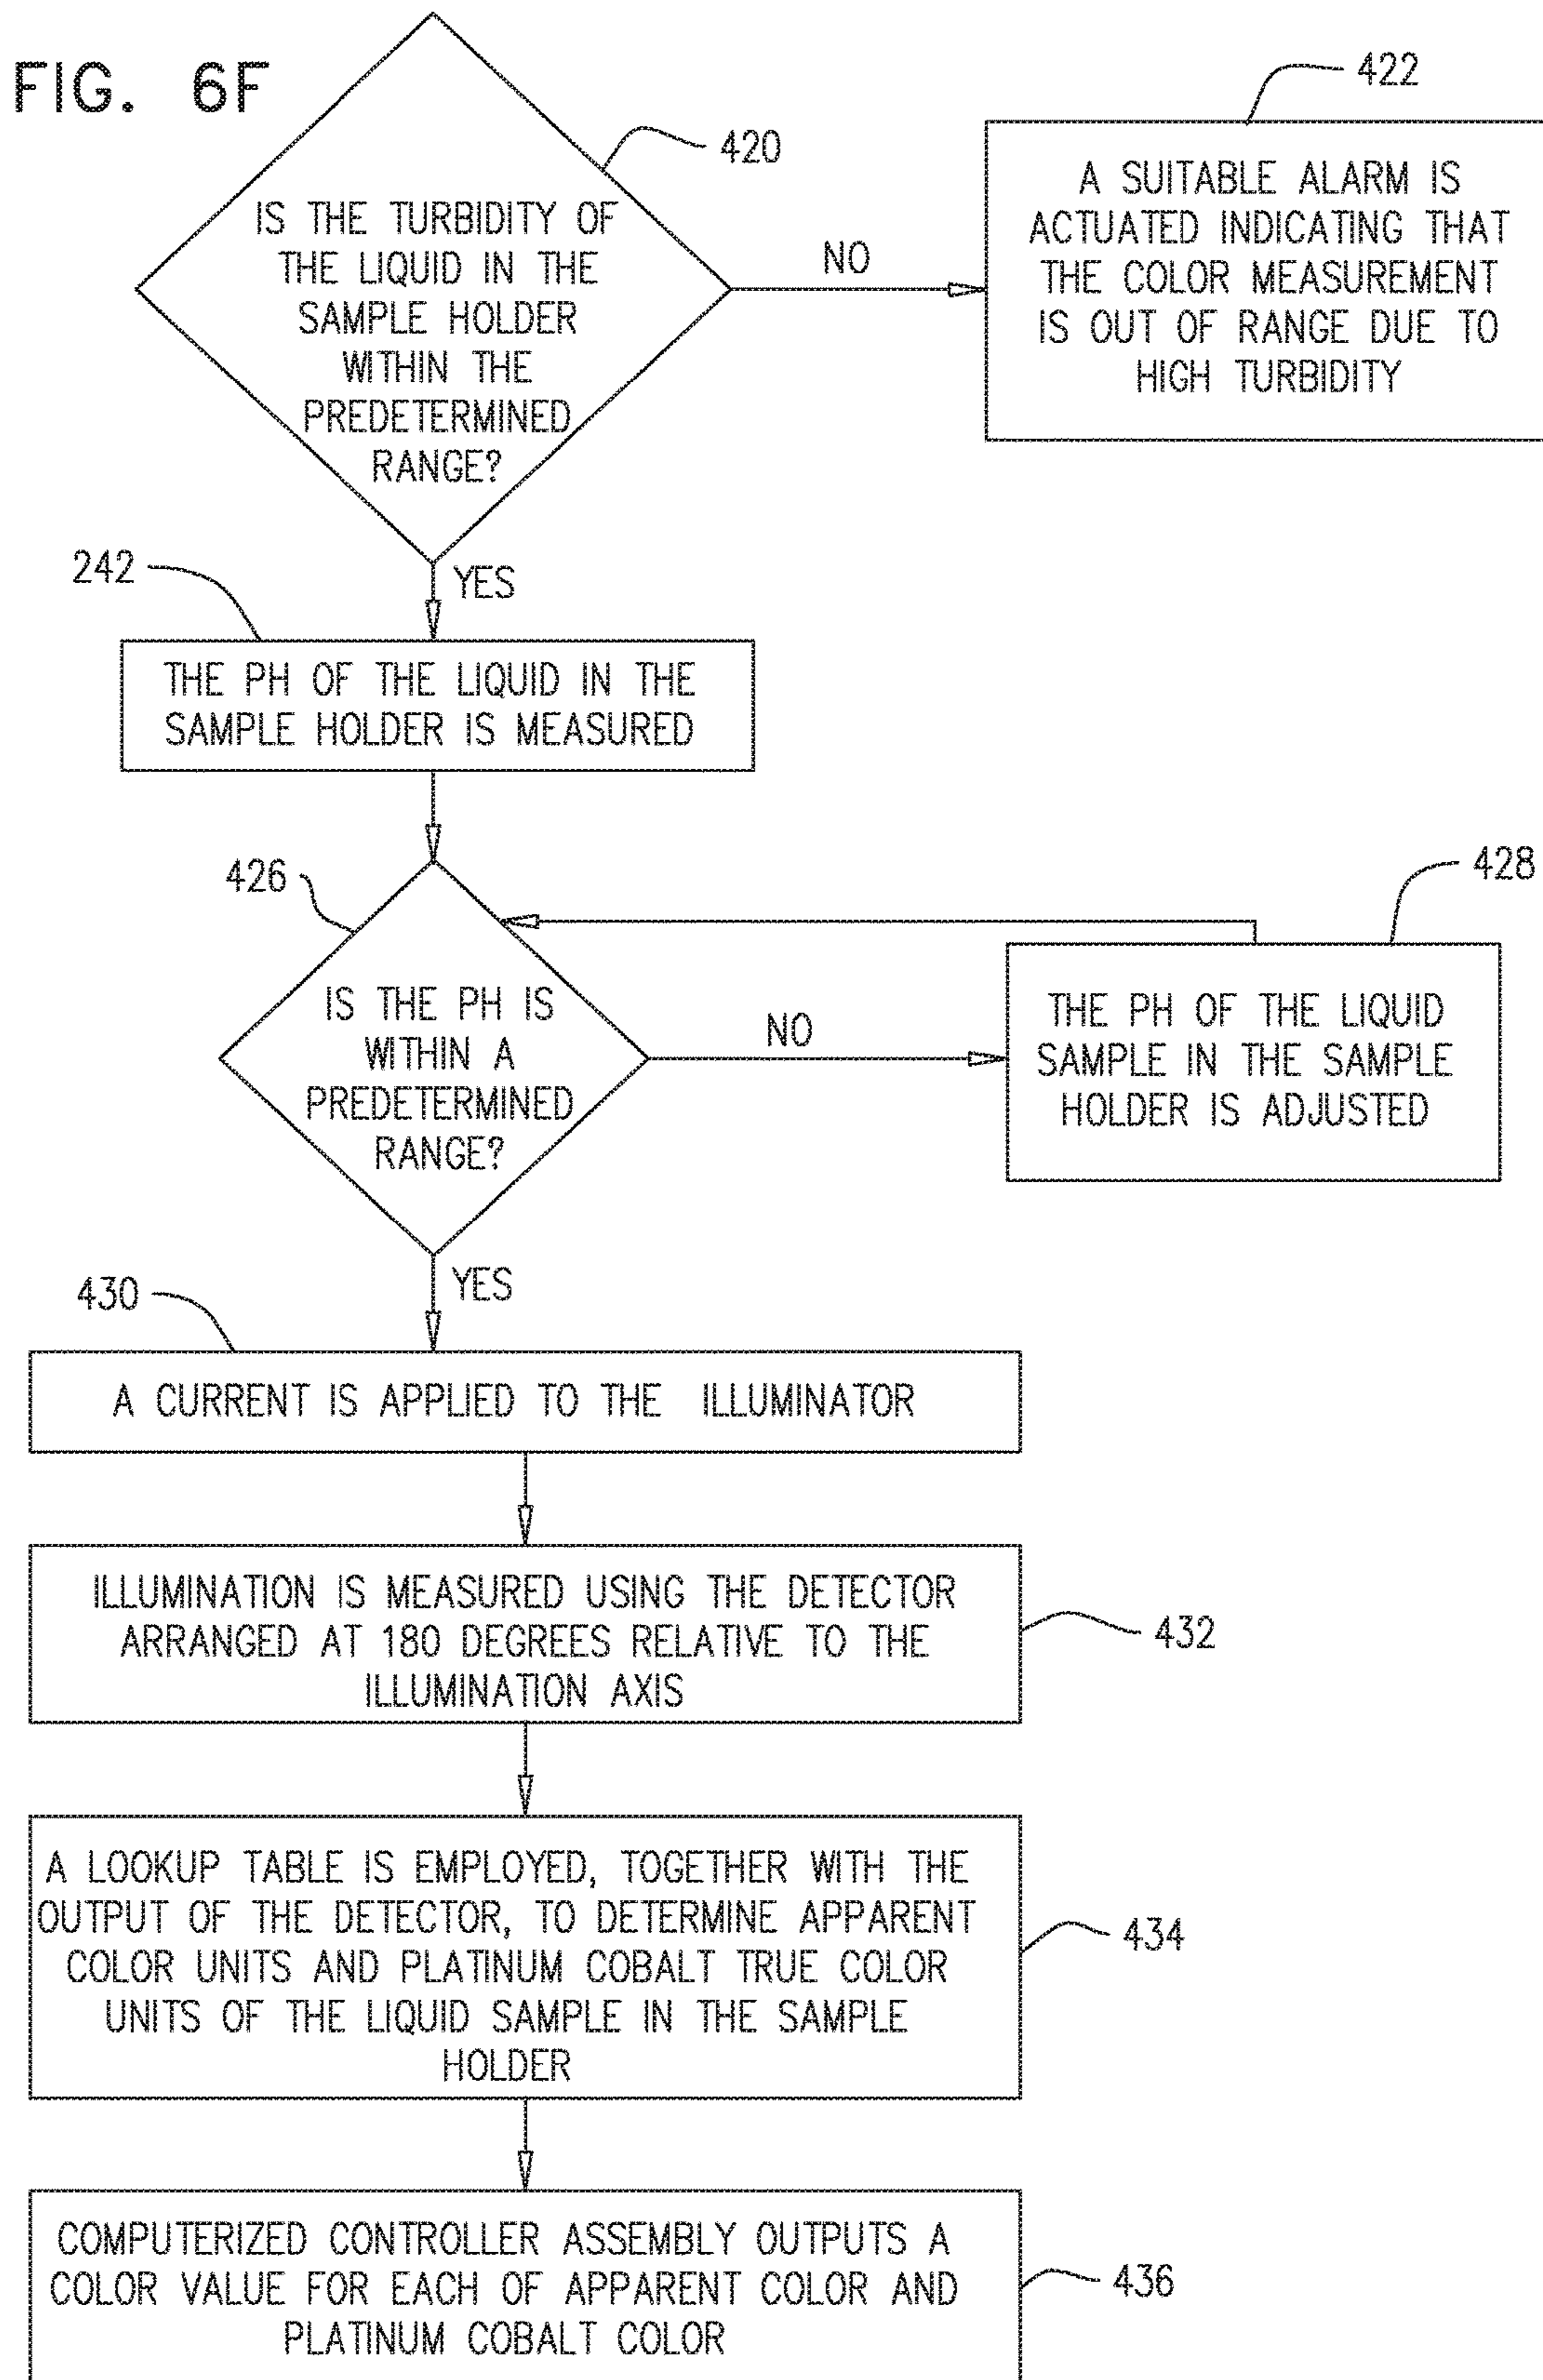 FIG. 6F
420
IS THE TURBIDITY OF
THE LIQUID IN THE
SAMPLE HOLDER
WITHIN THE
PREDETERMINED
RANGE?
NO
422
A SUITABLE ALARM IS
ACTUATED INDICATING THAT
THE COLOR MEASUREMENT
IS OUT OF RANGE DUE TO
HIGH TURBIDITY
YES
242
THE PH OF THE LIQUID IN THE
SAMPLE HOLDER IS MEASURED
426
IS THE PH IS
WITHIN A
PREDETERMINED
RANGE?
NO
428
THE PH OF THE LIQUID
SAMPLE IN THE SAMPLE
HOLDER IS ADJUSTED
YES
430
A CURRENT IS APPLIED TO THE ILLUMINATOR
ILLUMINATION IS MEASURED USING THE DETECTOR
ARRANGED AT 180 DEGREES RELATIVE TO THE
ILLUMINATION AXIS
432
A LOOKUP TABLE IS EMPLOYED, TOGETHER WITH THE
OUTPUT OF THE DETECTOR, TO DETERMINE APPARENT
COLOR UNITS AND PLATINUM COBALT TRUE COLOR
UNITS OF THE LIQUID SAMPLE IN THE SAMPLE
HOLDER
434
COMPUTERIZED CONTROLLER ASSEMBLY OUTPUTS A
COLOR VALUE FOR EACH OF APPARENT COLOR AND
PLATINUM COBALT COLOR
436